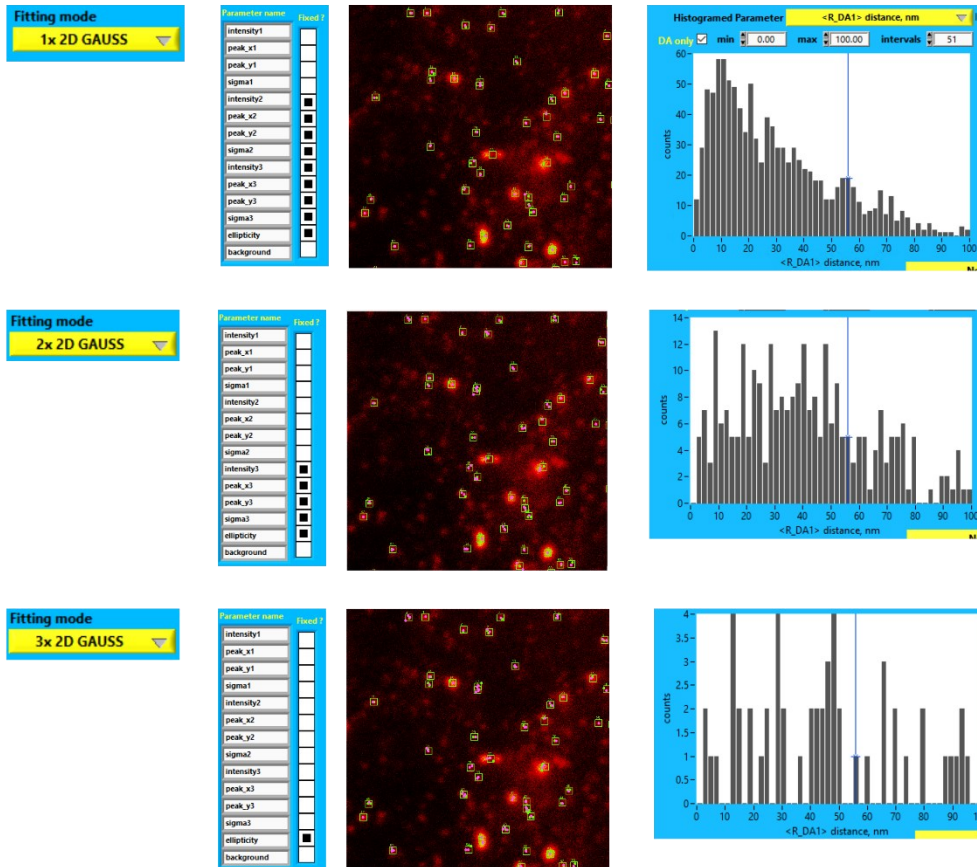 Fitting mode
1x 2D GAUSS
Parameter name Fixed ?
intensity1
peak_x1
peak_y1
sigma1
intensity2
peak_x2
peak_y2
sigma2
intensity3
peak_x3
peak_y3
sigma3
ellipticity
background
Histogramed Parameter <R_DA1> distance, nm
DA only min 0.00 max 100.00 intervals 51
60
50
40
30
20
10
0
counts
0 10 20 30 40 50 60 70 80 90 100
<R_DA1> distance, nm
Fitting mode
2x 2D GAUSS
Parameter name Fixed ?
intensity1
peak_x1
peak_y1
sigma1
intensity2
peak_x2
peak_y2
sigma2
intensity3
peak_x3
peak_y3
sigma3
ellipticity
background
14
12
10
8
6
4
2
0
counts
0 10 20 30 40 50 60 70 80 90 100
<R_DA1> distance, nm
Fitting mode
3x 2D GAUSS
Parameter name Fixed ?
intensity1
peak_x1
peak_y1
sigma1
intensity2
peak_x2
peak_y2
sigma2
intensity3
peak_x3
peak_y3
sigma3
ellipticity
background
4
3.5
3
2.5
2
1.5
1
0.5
0
counts
0 10 20 30 40 50 60 70 80 90
<R_DA1> distance, nm